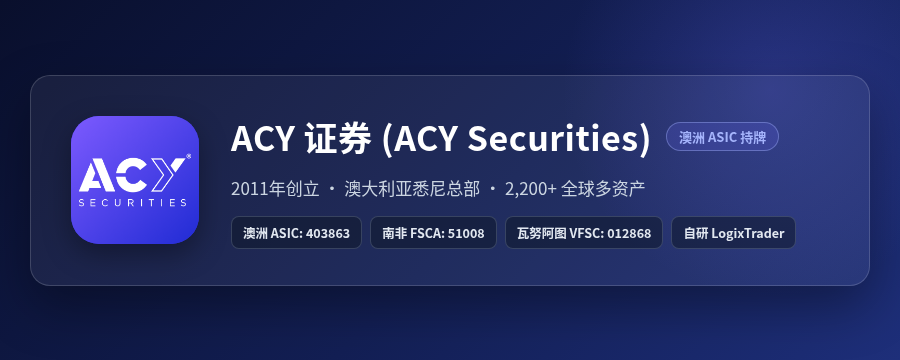 ACY
SECURITIES
ACY 证券 (ACY Securities)
澳洲 ASIC 持牌
2011年创立 · 澳大利亚悉尼总部 · 2,200+ 全球多资产
澳洲 ASIC: 403863
南非 FSCA: 51008
瓦努阿图 VFSC: 012868
自研 LogixTrader